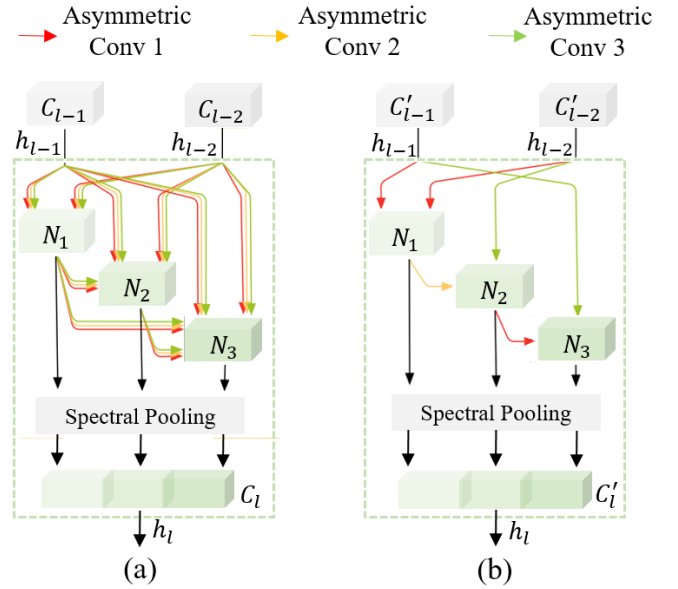 Asymmetric Conv 1
Asymmetric Conv 2
Asymmetric Conv 3
C_{l-1}
C_{l-2}
h_{l-1}
h_{l-2}
N_1
N_2
N_3
Spectral Pooling
C_l
h_l
(a)
C'_{l-1}
C'_{l-2}
h_{l-1}
h_{l-2}
N_1
N_2
N_3
Spectral Pooling
C'_l
h_l
(b)